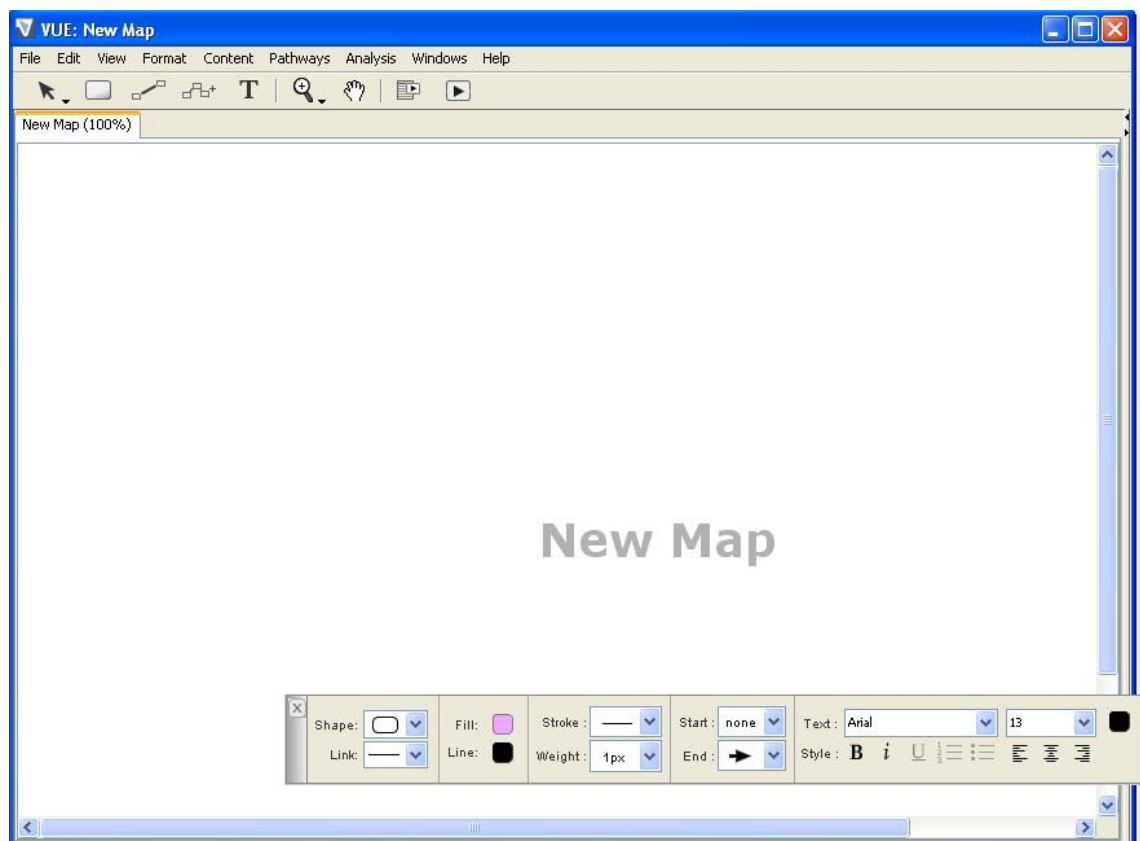 VUE: New Map
File Edit View Format Content Pathways Analysis Windows Help
T
New Map (100%)
New Map
Shape: Fill: Stroke : Start : none Text : Arial 13
Link: Line: Weight : 1px End : Style : B i U